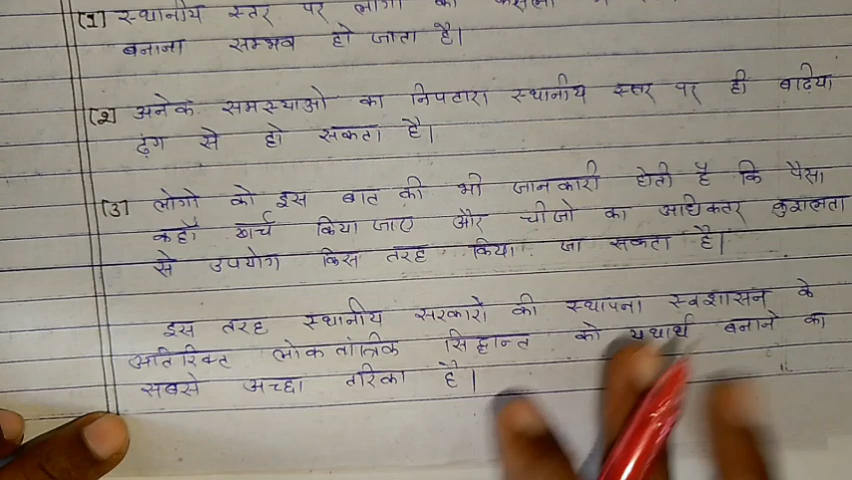 (1) स्थानीय स्तर पर लोगों का
बनाना सम्भव हो जाता है।
(2) अनेक समस्याओ का निपटारा स्थानीय स्तर पर ही बढिया
ढ़ंग से हो सकता है।
(3) लोगो को इस बात की भी जानकारी होती है कि पैसा
कहाँ खर्च किया जाए और चीजो का अधिकतर कुशलता
से उपयोग किस तरह किया जा सकता है।
इस तरह स्थानीय सरकारो की स्थापना स्वशासन के
अतिरिक्त लोकतांत्रिक सिद्धान्त को यथार्थ बनाने का
सबसे अच्छा तरिका है।